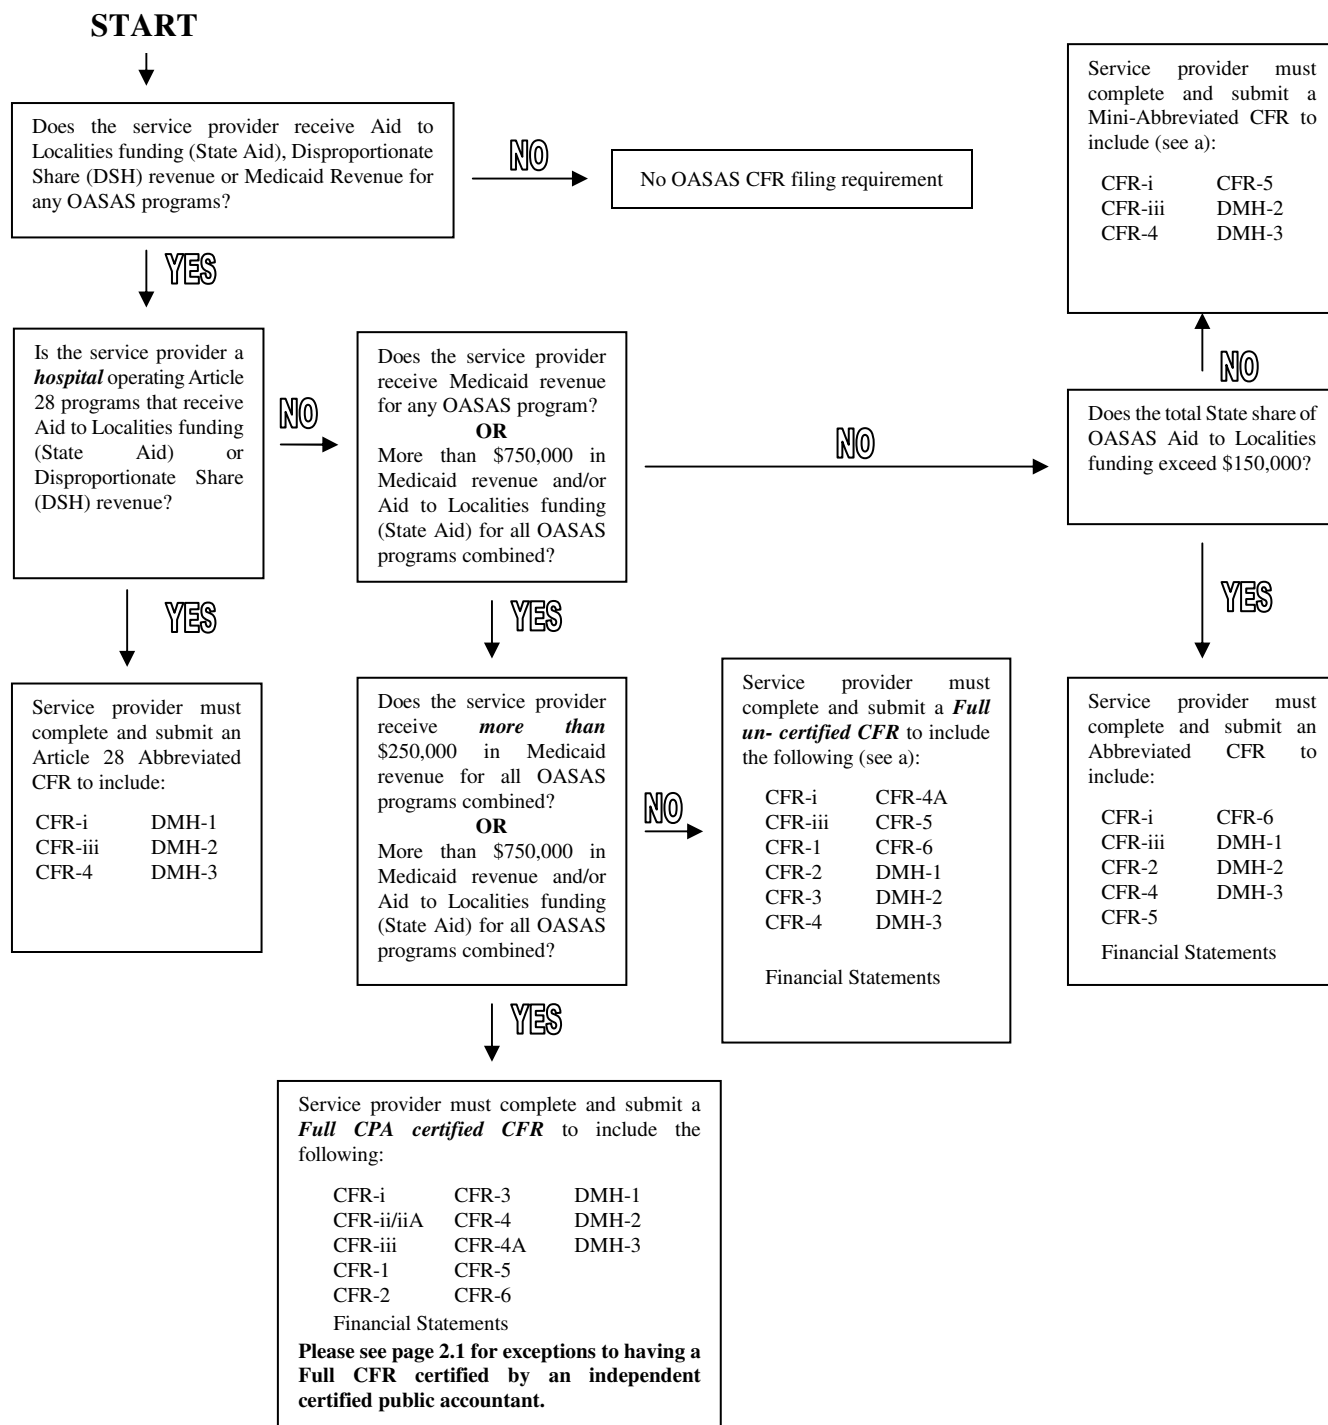 START
Does the service provider receive Aid to
Localities funding (State Aid), Disproportionate
Share (DSH) revenue or Medicaid Revenue for
any OASAS programs?
NO
No OASAS CFR filing requirement
YES
Is the service provider a
hospital operating Article
28 programs that receive
Aid to Localities funding
(State Aid) or
Disproportionate Share
(DSH) revenue?
NO
Does the service provider
receive Medicaid revenue
for any OASAS program?
OR
More than $750,000 in
Medicaid revenue and/or
Aid to Localities funding
(State Aid) for all OASAS
programs combined?
NO
Does the total State share of
OASAS Aid to Localities
funding exceed $150,000?
NO
Service provider must
complete and submit a
Mini-Abbreviated CFR to
include (see a):
CFR-i CFR-5
CFR-iii DMH-2
CFR-4 DMH-3
YES
Service provider must
complete and submit an
Article 28 Abbreviated
CFR to include:
CFR-i DMH-1
CFR-iii DMH-2
CFR-4 DMH-3
YES
Does the service provider
receive more than
$250,000 in Medicaid
revenue for all OASAS
programs combined?
OR
More than $750,000 in
Medicaid revenue and/or
Aid to Localities funding
(State Aid) for all OASAS
programs combined?
NO
Service provider must
complete and submit a Full
un- certified CFR to include
the following (see a):
CFR-i CFR-4A
CFR-iii CFR-5
CFR-1 CFR-6
CFR-2 DMH-1
CFR-3 DMH-2
CFR-4 DMH-3
Financial Statements
YES
Service provider must
complete and submit an
Abbreviated CFR to
include:
CFR-i CFR-6
CFR-iii DMH-1
CFR-2 DMH-2
CFR-4 DMH-3
CFR-5
Financial Statements
YES
Service provider must complete and submit a
Full CPA certified CFR to include the
following:
CFR-i CFR-3 DMH-1
CFR-ii/iiA CFR-4 DMH-2
CFR-iii CFR-4A DMH-3
CFR-1 CFR-5
CFR-2 CFR-6
Financial Statements
Please see page 2.1 for exceptions to having a
Full CFR certified by an independent
certified public accountant.